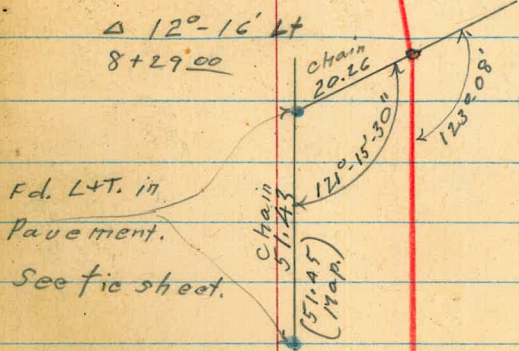 Δ 12°-16' Lt
8+29.00
chain
20.26
121°-15'-30"
123°08'
Fd. L+T. in
Pavement.
See tie sheet.
chain
51.43
(51.45
Map.)